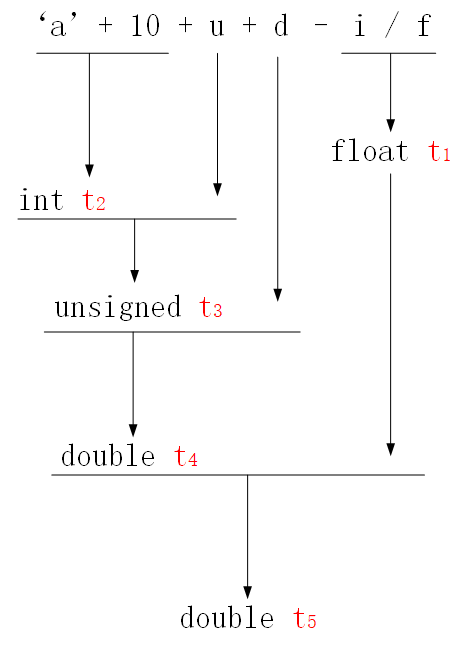 ‘a’ + 10 + u + d - i / f
float t1
int t2
unsigned t3
double t4
double t5